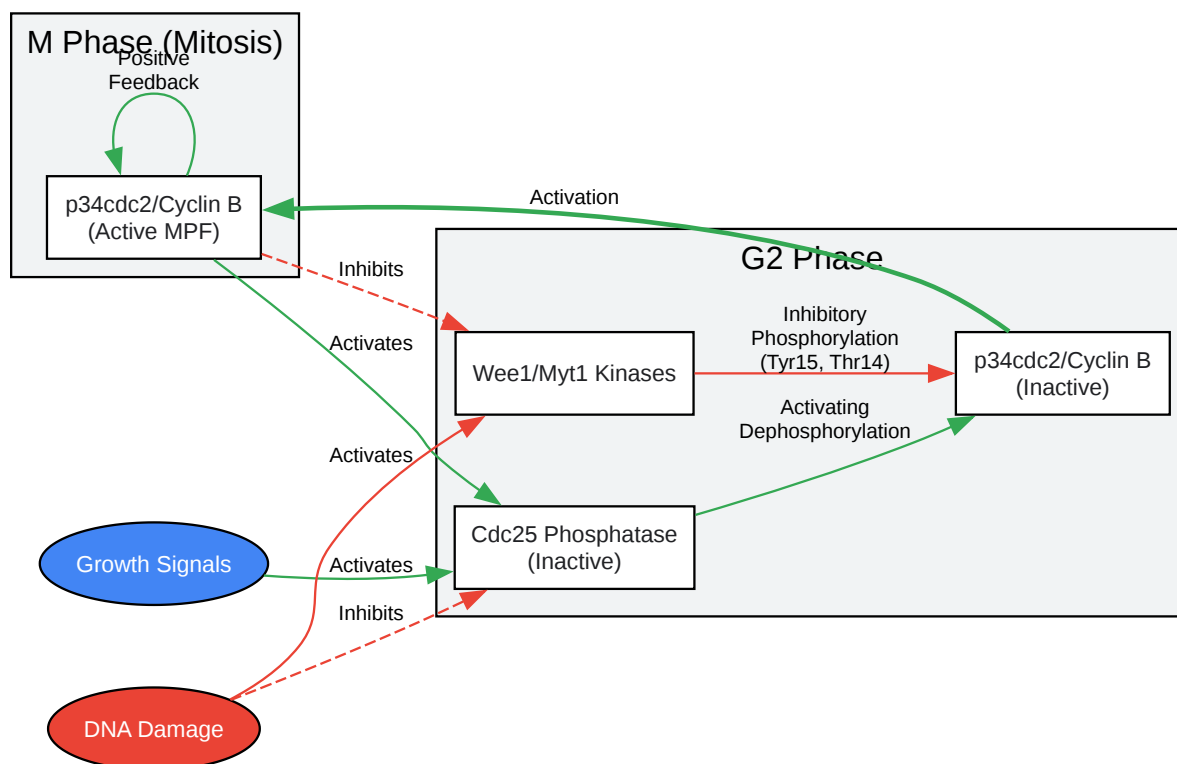 M Phase (Mitosis)
Positive
Feedback
p34cdc2/Cyclin B
(Active MPF)
Activation
G2 Phase
Inhibits
Activates
Inhibitory
Phosphorylation
(Tyr15, Thr14)
Wee1/Myt1 Kinases
p34cdc2/Cyclin B
(Inactive)
Activating
Dephosphorylation
Activates
Cdc25 Phosphatase
(Inactive)
Growth Signals
Activates
Inhibits
DNA Damage